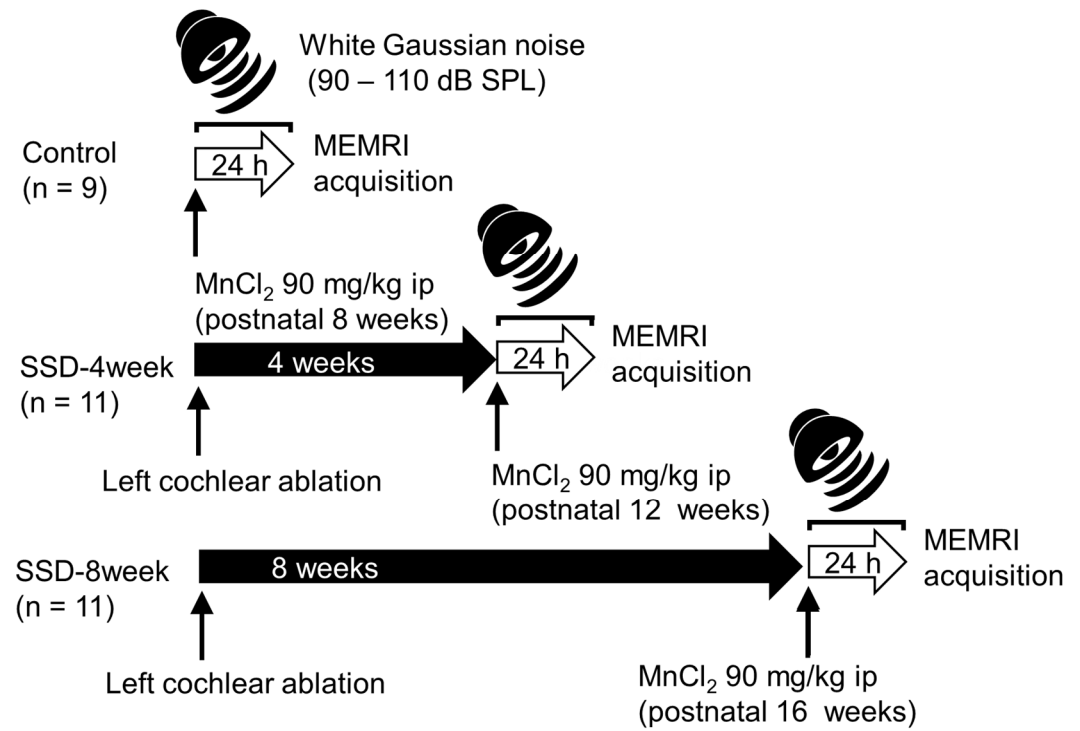 White Gaussian noise
(90 – 110 dB SPL)
Control
(n = 9)
24 h
MEMRI
acquisition
MnCl₂ 90 mg/kg ip
(postnatal 8 weeks)
SSD-4week
(n = 11)
4 weeks
24 h
MEMRI
acquisition
Left cochlear ablation
MnCl₂ 90 mg/kg ip
(postnatal 12 weeks)
SSD-8week
(n = 11)
8 weeks
24 h
MEMRI
acquisition
Left cochlear ablation
MnCl₂ 90 mg/kg ip
(postnatal 16 weeks)